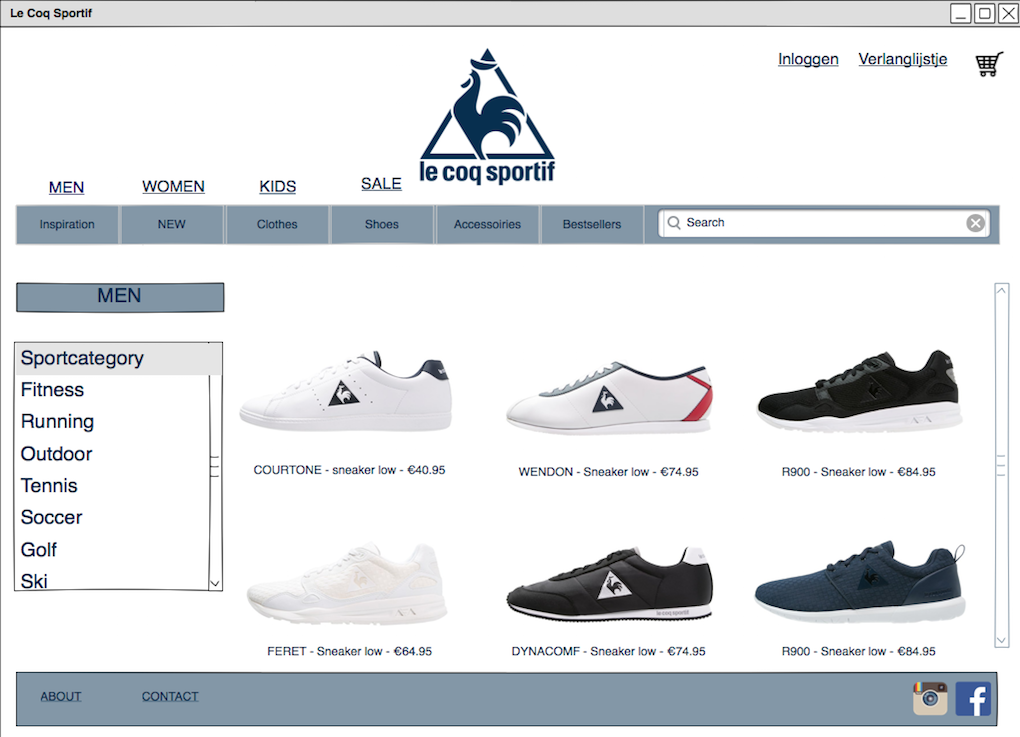 Le Coq Sportif
Inloggen Verlanglijstje
le coq sportif
MEN WOMEN KIDS SALE
Inspiration NEW Clothes Shoes Accessoiries Bestsellers Search
MEN
Sportcategory
Fitness
Running
Outdoor
Tennis
Soccer
Golf
Ski
COURTONE - sneaker low - €40.95
WENDON - Sneaker low - €74.95
R900 - Sneaker low - €84.95
le coq sportif
FERET - Sneaker low - €64.95
DYNACOMF - Sneaker low - €74.95
R900 - Sneaker low - €84.95
ABOUT CONTACT